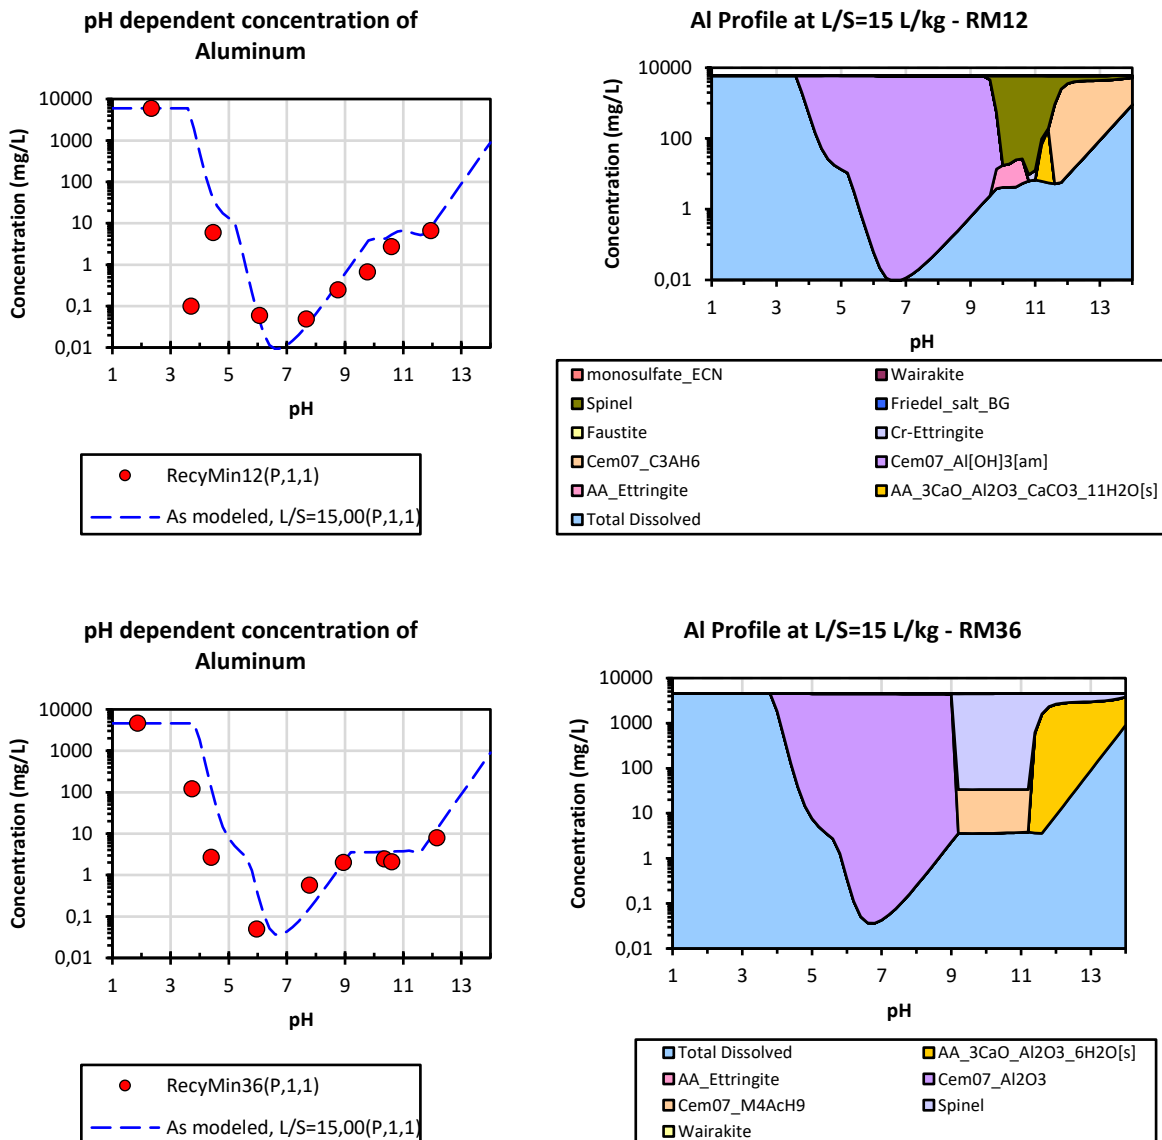 pH dependent concentration of
Aluminum
Concentration (mg/L)
10000
1000
100
10
1
0,1
0,01
1 3 5 7 9 11 13
pH
RecyMin12(P,1,1)
As modeled, L/S=15,00(P,1,1)
Al Profile at L/S=15 L/kg - RM12
Concentration (mg/L)
10000
100
1
0,01
1 3 5 7 9 11 13
pH
monosulfate_ECN Wairakite
Spinel Friedel_salt_BG
Faustite Cr-Ettringite
Cem07_C3AH6 Cem07_Al[OH]3[am]
AA_Ettringite AA_3CaO_Al2O3_CaCO3_11H2O[s]
Total Dissolved
pH dependent concentration of
Aluminum
Concentration (mg/L)
10000
1000
100
10
1
0,1
0,01
1 3 5 7 9 11 13
pH
RecyMin36(P,1,1)
As modeled, L/S=15,00(P,1,1)
Al Profile at L/S=15 L/kg - RM36
Concentration (mg/L)
10000
1000
100
10
1
0,1
0,01
1 3 5 7 9 11 13
pH
Total Dissolved AA_3CaO_Al2O3_6H2O[s]
AA_Ettringite Cem07_Al2O3
Cem07_M4AcH9 Spinel
Wairakite